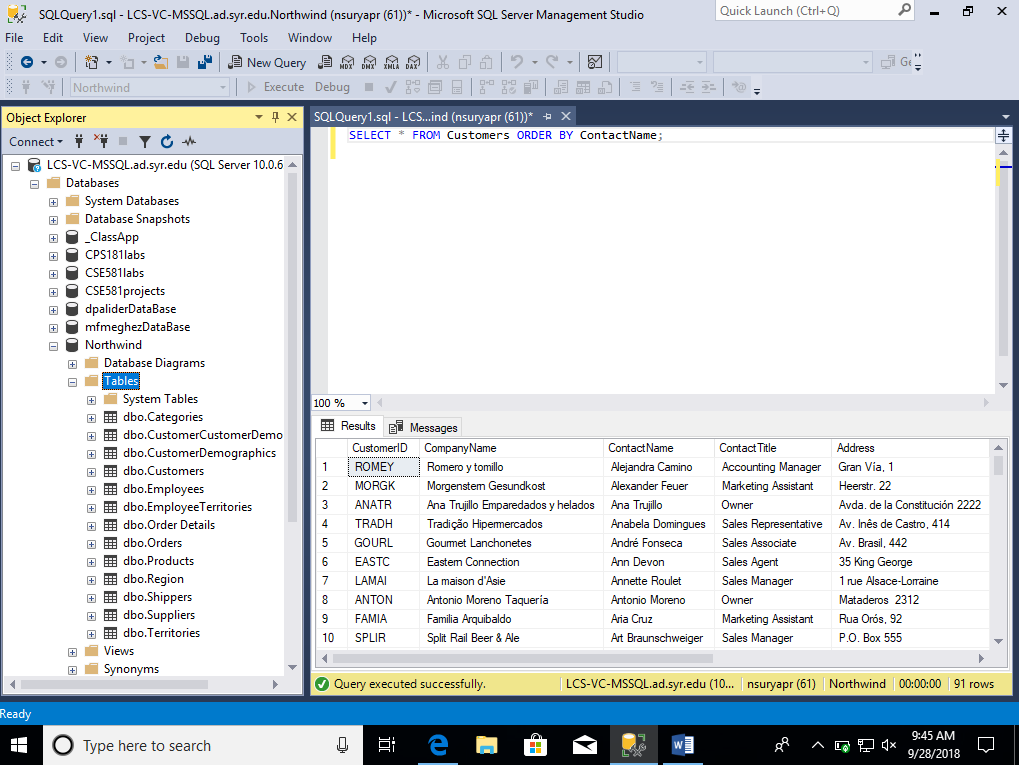 SQLQuery1.sql - LCS-VC-MSSQL.ad.syr.edu.Northwind (nsuryapr (61))* - Microsoft SQL Server Management Studio
Quick Launch (Ctrl+Q)
File Edit View Project Debug Tools Window Help
New Query MDX DMX XMLA DAX
Northwind Execute Debug
Object Explorer
Connect
LCS-VC-MSSQL.ad.syr.edu (SQL Server 10.0.6
Databases
System Databases
Database Snapshots
_ClassApp
CPS181labs
CSE581labs
CSE581projects
dpaliderDataBase
mfmeghezDataBase
Northwind
Database Diagrams
Tables
System Tables
dbo.Categories
dbo.CustomerCustomerDemo
dbo.CustomerDemographics
dbo.Customers
dbo.Employees
dbo.EmployeeTerritories
dbo.Order Details
dbo.Orders
dbo.Products
dbo.Region
dbo.Shippers
dbo.Suppliers
dbo.Territories
Views
Synonyms
SQLQuery1.sql - LCS...ind (nsuryapr (61))*
SELECT * FROM Customers ORDER BY ContactName;
100 %
Results Messages
CustomerID CompanyName ContactName ContactTitle Address
1 ROMEY Romero y tomillo Alejandra Camino Accounting Manager Gran Vía, 1
2 MORGK Morgenstern Gesundkost Alexander Feuer Marketing Assistant Heerstr. 22
3 ANATR Ana Trujillo Emparedados y helados Ana Trujillo Owner Avda. de la Constitución 2222
4 TRADH Tradição Hipermercados Anabela Domingues Sales Representative Av. Inês de Castro, 414
5 GOURL Gourmet Lanchonetes André Fonseca Sales Associate Av. Brasil, 442
6 EASTC Eastern Connection Ann Devon Sales Agent 35 King George
7 LAMAI La maison d'Asie Annette Roulet Sales Manager 1 rue Alsace-Lorraine
8 ANTON Antonio Moreno Taquería Antonio Moreno Owner Mataderos 2312
9 FAMIA Familia Arquibaldo Aria Cruz Marketing Assistant Rua Orós, 92
10 SPLIR Split Rail Beer & Ale Art Braunschweiger Sales Manager P.O. Box 555
Query executed successfully. LCS-VC-MSSQL.ad.syr.edu (10... nsuryapr (61) Northwind 00:00:00 91 rows
Ready
Type here to search
9:45 AM
9/28/2018